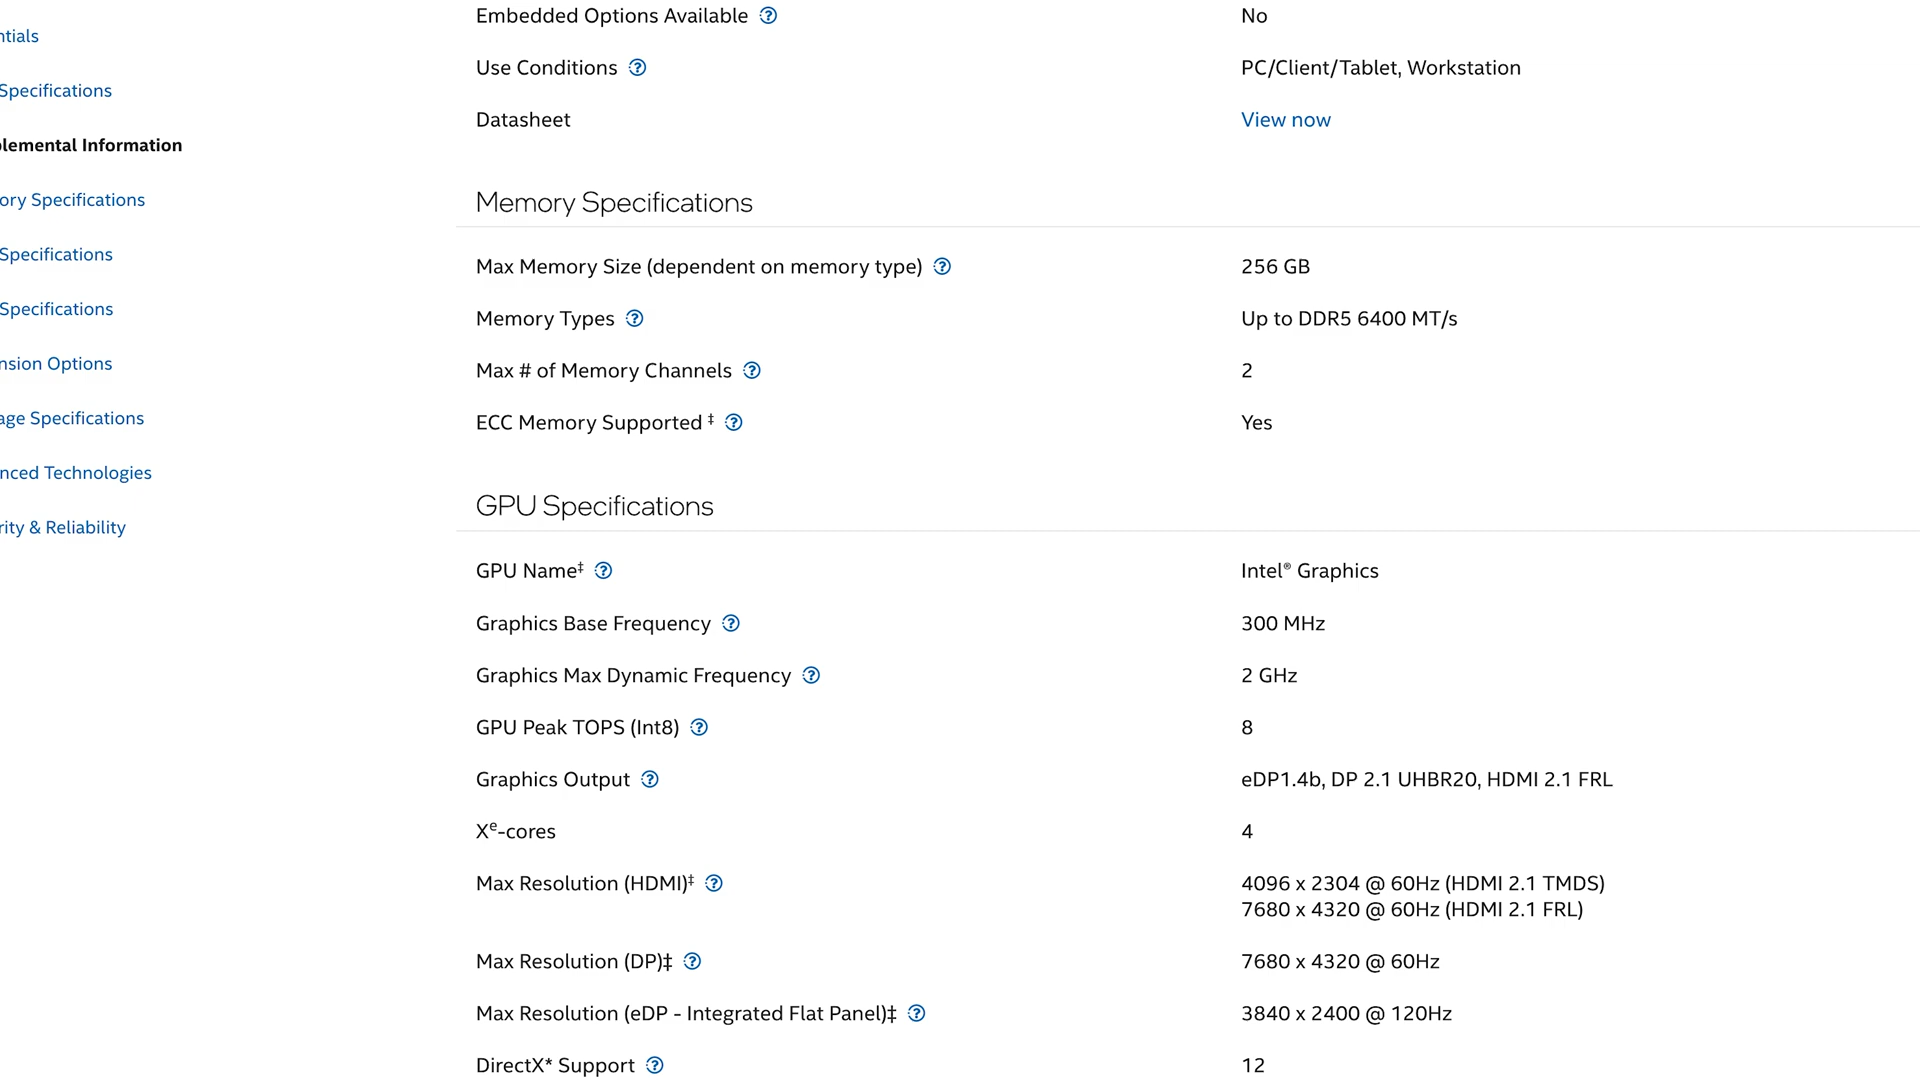 Embedded Options Available
No
ntials
Use Conditions
PC/Client/Tablet, Workstation
Specifications
Datasheet
View now
lemental Information
ory Specifications
Memory Specifications
Specifications
Max Memory Size (dependent on memory type)
256 GB
Specifications
Memory Types
Up to DDR5 6400 MT/s
nsion Options
Max # of Memory Channels
2
age Specifications
ECC Memory Supported ‡
Yes
nced Technologies
GPU Specifications
rity & Reliability
GPU Name‡
Intel® Graphics
Graphics Base Frequency
300 MHz
Graphics Max Dynamic Frequency
2 GHz
GPU Peak TOPS (Int8)
8
Graphics Output
eDP1.4b, DP 2.1 UHBR20, HDMI 2.1 FRL
Xe-cores
4
Max Resolution (HDMI)‡
4096 x 2304 @ 60Hz (HDMI 2.1 TMDS)
7680 x 4320 @ 60Hz (HDMI 2.1 FRL)
Max Resolution (DP)‡
7680 x 4320 @ 60Hz
Max Resolution (eDP - Integrated Flat Panel)‡
3840 x 2400 @ 120Hz
DirectX* Support
12